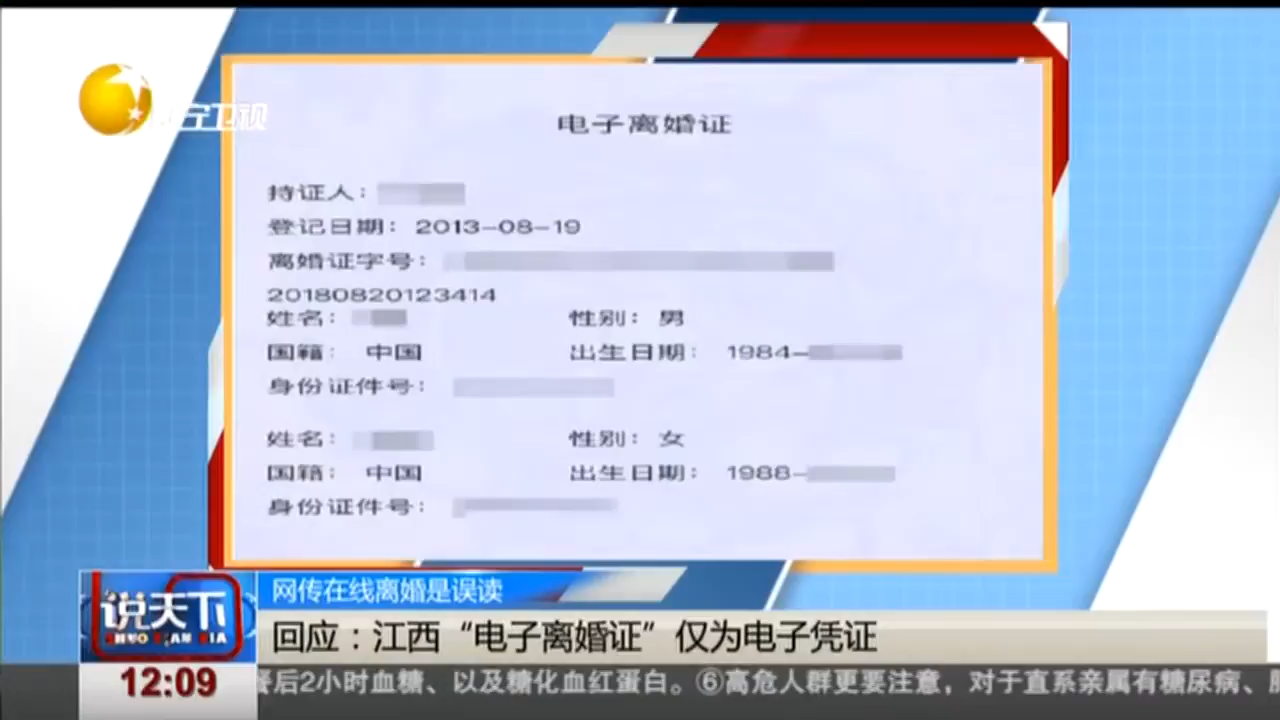 宁卫视
电子离婚证
持证人：
登记日期： 2013-08-19
离婚证字号：
20180820123414
姓名： 性别： 男
国籍： 中国 出生日期： 1984-
身份证件号：
姓名： 性别： 女
国籍： 中国 出生日期： 1988-
身份证件号：
说天下
SHUO TIAN XIA
网传在线离婚是误读
回应：江西“电子离婚证”仅为电子凭证
12:09
后2小时血糖、以及糖化血红蛋白。⑥高危人群更要注意，对于直系亲属有糖尿病、